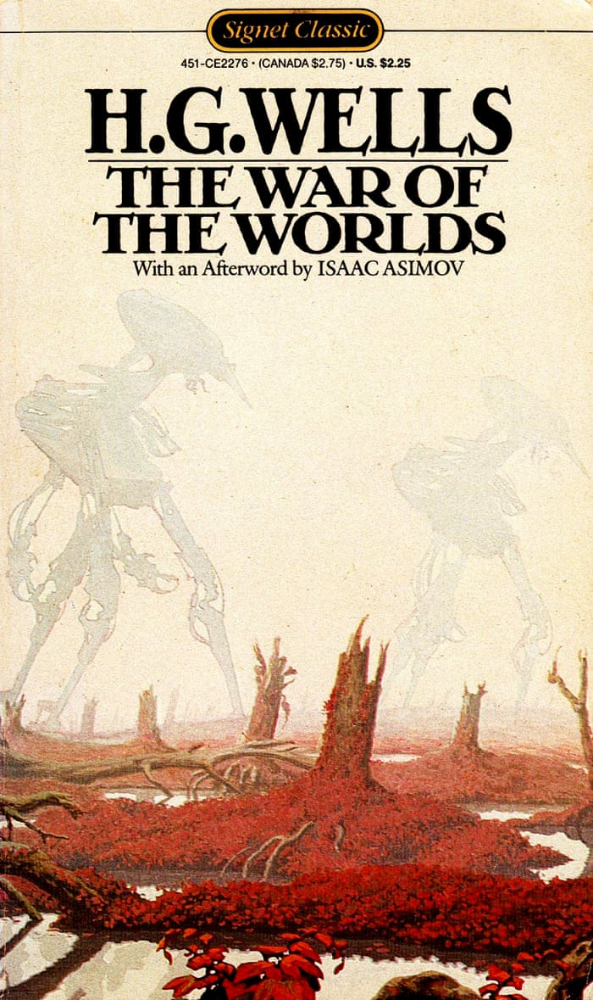 Signet Classic
451-CE2276 • (CANADA $2.75) • U.S. $2.25
H.G.WELLS
THE WAR OF
THE WORLDS
With an Afterword by ISAAC ASIMOV